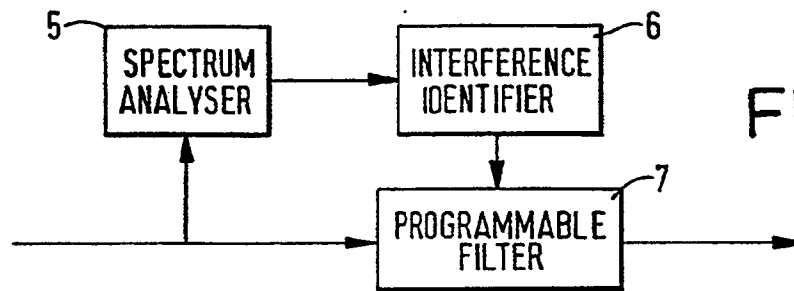 5
SPECTRUM
ANALYSER
6
INTERFERENCE
IDENTIFIER
F
7
PROGRAMMABLE
FILTER